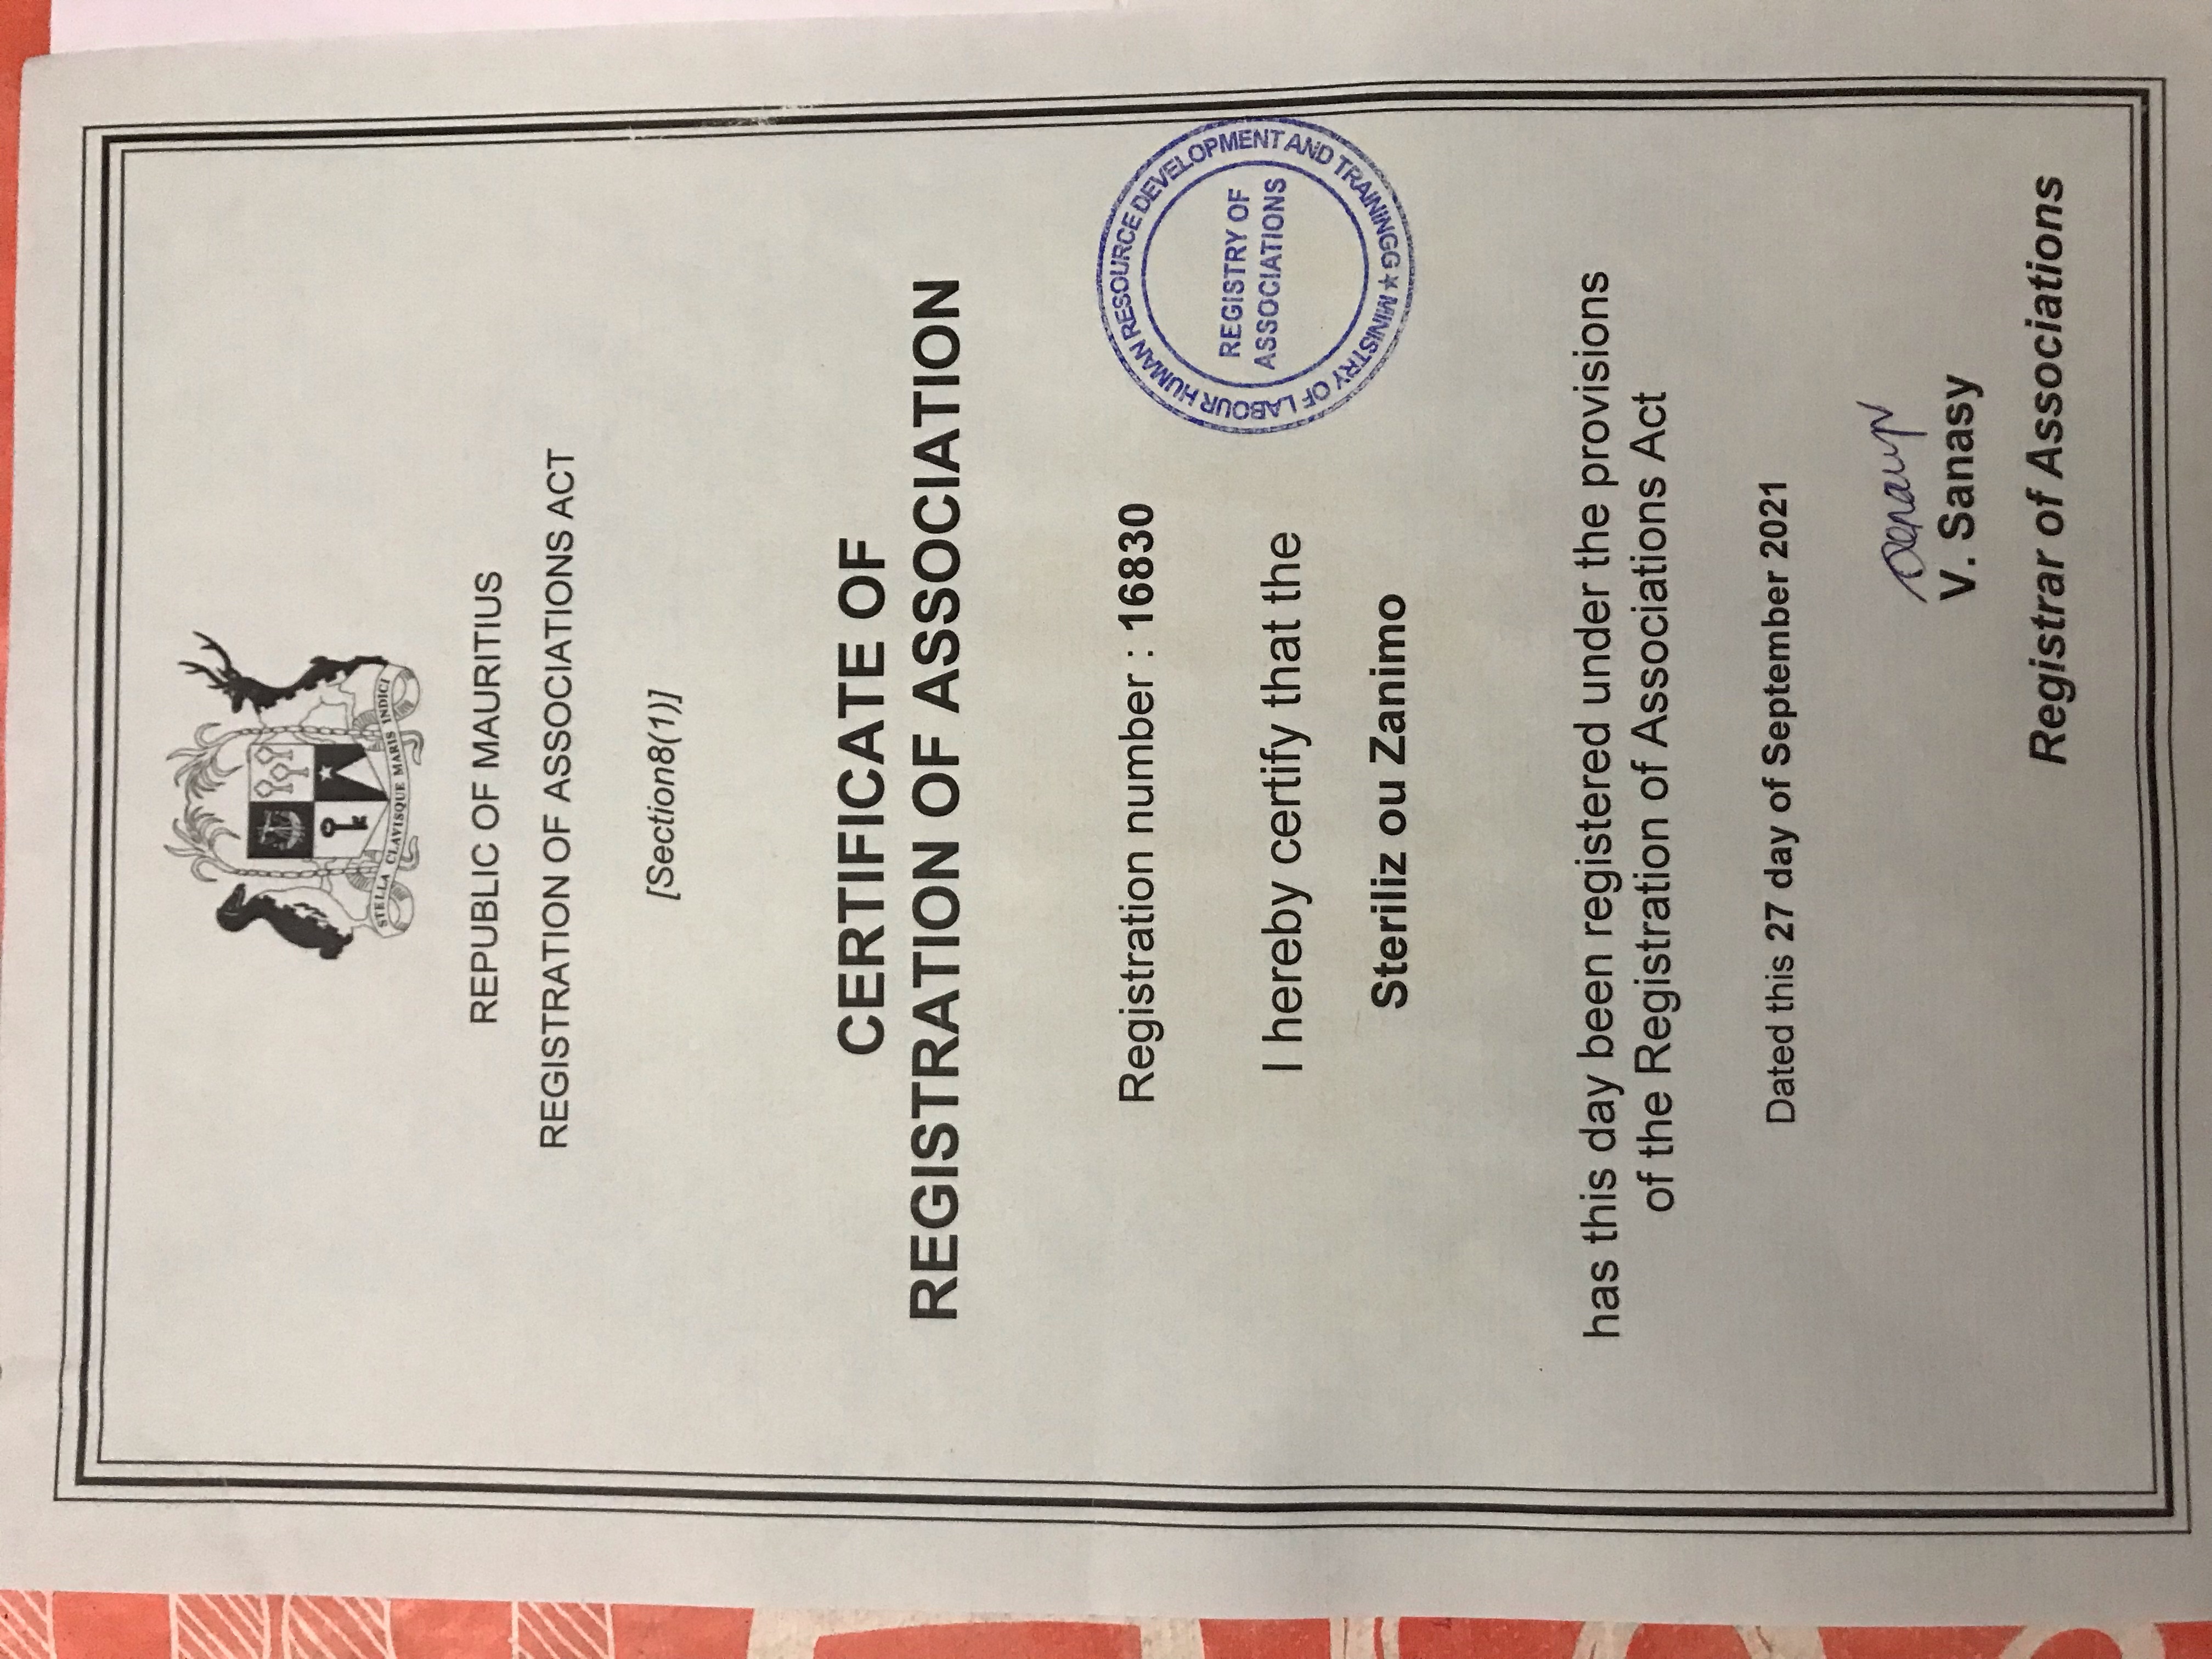 STELLA CLAVISQUE MARIS INDICI
REPUBLIC OF MAURITIUS
REGISTRATION OF ASSOCIATIONS ACT
[Section8(1)]
CERTIFICATE OF
REGISTRATION OF ASSOCIATION
Registration number : 16830
MINISTRY OF LABOUR HUMAN RESOURCE DEVELOPMENT AND TRAININGG ★
REGISTRY OF
ASSOCIATIONS
I hereby certify that the
Steriliz ou Zanimo
has this day been registered under the provisions
of the Registration of Associations Act
Dated this 27 day of September 2021
V. Sanasy
Registrar of Associations